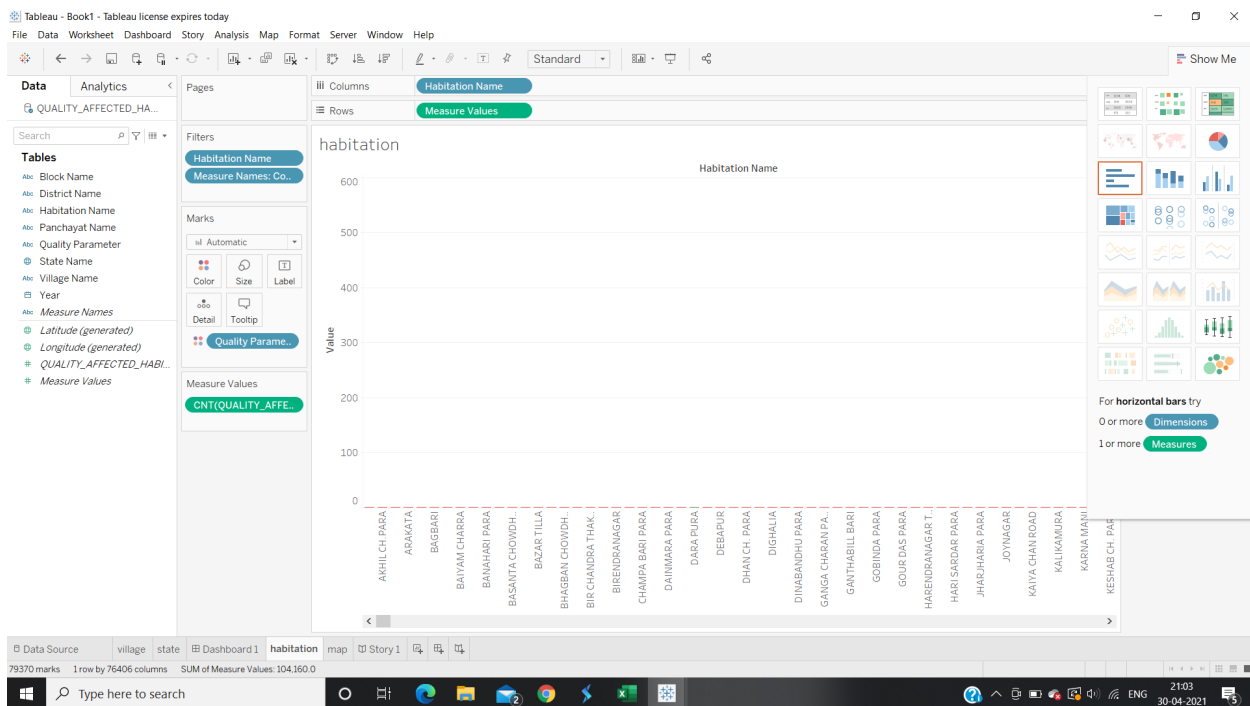 Tableau - Book1 - Tableau license expires today
File Data Worksheet Dashboard Story Analysis Map Format Server Window Help
Standard
Show Me
Data Analytics
QUALITY_AFFECTED_HA...
Search
Tables
Abc Block Name
Abc District Name
Abc Habitation Name
Abc Panchayat Name
Abc Quality Parameter
State Name
Abc Village Name
Year
Abc Measure Names
Latitude (generated)
Longitude (generated)
# QUALITY_AFFECTED_HABI...
# Measure Values
Pages
Filters
Habitation Name
Measure Names: Co..
Marks
Automatic
Color Size Label
Detail Tooltip
Quality Parame..
Measure Values
CNT(QUALITY_AFFE..
Columns Habitation Name
Rows Measure Values
habitation
Habitation Name
600
500
400
300
200
100
0
Value
AKHIL CH. PARA
ARAKATA
BAGBARI
BAIYAM CHARRA
BANAHARI PARA
BASANTA CHOWDH..
BAZAR TILLA
BHAGBAN CHOWDH..
BIR CHANDRA THAK..
BIRENDRANAGAR
CHAMPA BARI PARA
DAINMARA PARA
DARA PURA
DEBAPUR
DHAN CH. PARA
DIGHALIA
DINABANDHU PARA
GANGA CHARAN PA..
GANTHABILL BARI
GOBINDA PARA
GOUR DAS PARA
HARENDRANAGAR T..
HARI SARDAR PARA
JHARJHARIA PARA
JOYNAGAR
KAIYA CHAN ROAD
KALIKAMURA
KARNA MANI
KESHAB CH. PAR
For horizontal bars try
0 or more Dimensions
1 or more Measures
Data Source village state Dashboard 1 habitation map Story 1
79370 marks 1 row by 76406 columns SUM of Measure Values: 104,160.0
Type here to search
2
ENG
21:03
30-04-2021
5